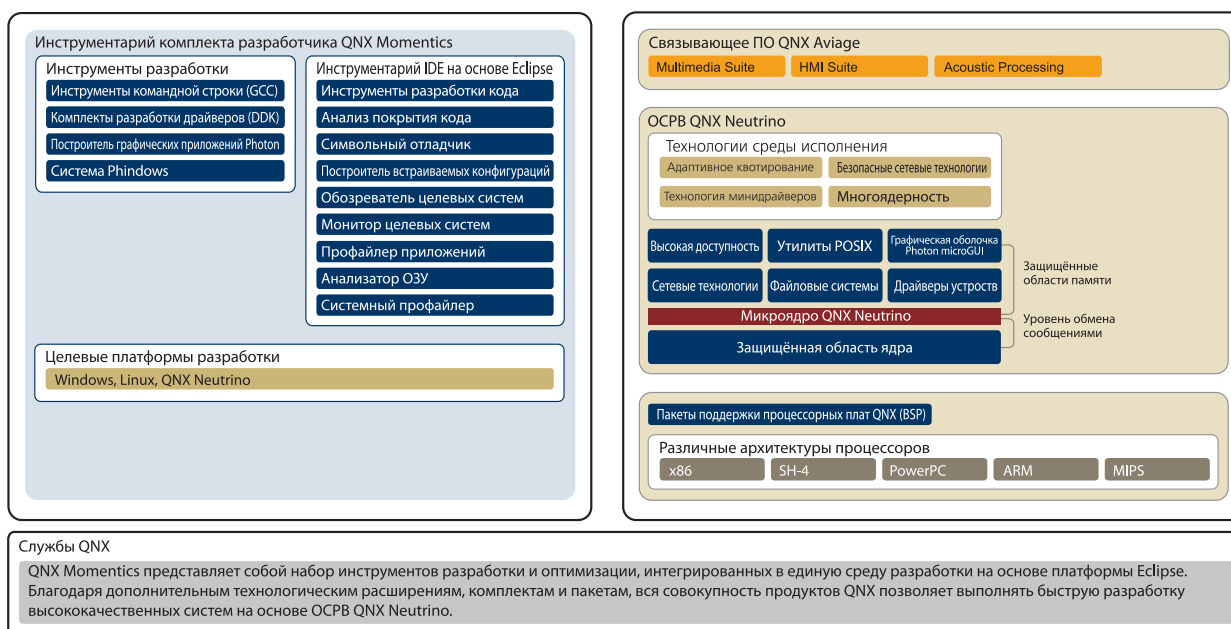 Инструментарий комплекта разработчика QNX Momentics
Инструменты разработки
Инструменты командной строки (GCC)
Комплекты разработки драйверов (DDK)
Построитель графических приложений Photon
Система Phindows
Инструментарий IDE на основе Eclipse
Инструменты разработки кода
Анализ покрытия кода
Символьный отладчик
Построитель встраиваемых конфигураций
Обозреватель целевых систем
Монитор целевых систем
Профайлер приложений
Анализатор ОЗУ
Системный профайлер
Целевые платформы разработки
Windows, Linux, QNX Neutrino
Связывающее ПО QNX Aviage
Multimedia Suite
HMI Suite
Acoustic Processing
ОСРВ QNX Neutrino
Технологии среды исполнения
Адаптивное квотирование
Безопасные сетевые технологии
Технология минидрайверов
Многоядерность
Высокая доступность
Утилиты POSIX
Графическая оболочка
Photon microGUI
Сетевые технологии
Файловые системы
Драйверы устроств
Защищённые
области памяти
Микроядро QNX Neutrino
Уровень обмена
сообщениями
Защищённая область ядра
Пакеты поддержки процессорных плат QNX (BSP)
Различные архитектуры процессоров
x86
SH-4
PowerPC
ARM
MIPS
Службы QNX
QNX Momentics представляет собой набор инструментов разработки и оптимизации, интегрированных в единую среду разработки на основе платформы Eclipse.
Благодаря дополнительным технологическим расширениям, комплектам и пакетам, вся совокупность продуктов QNX позволяет выполнять быструю разработку
высококачественных систем на основе ОСРВ QNX Neutrino.